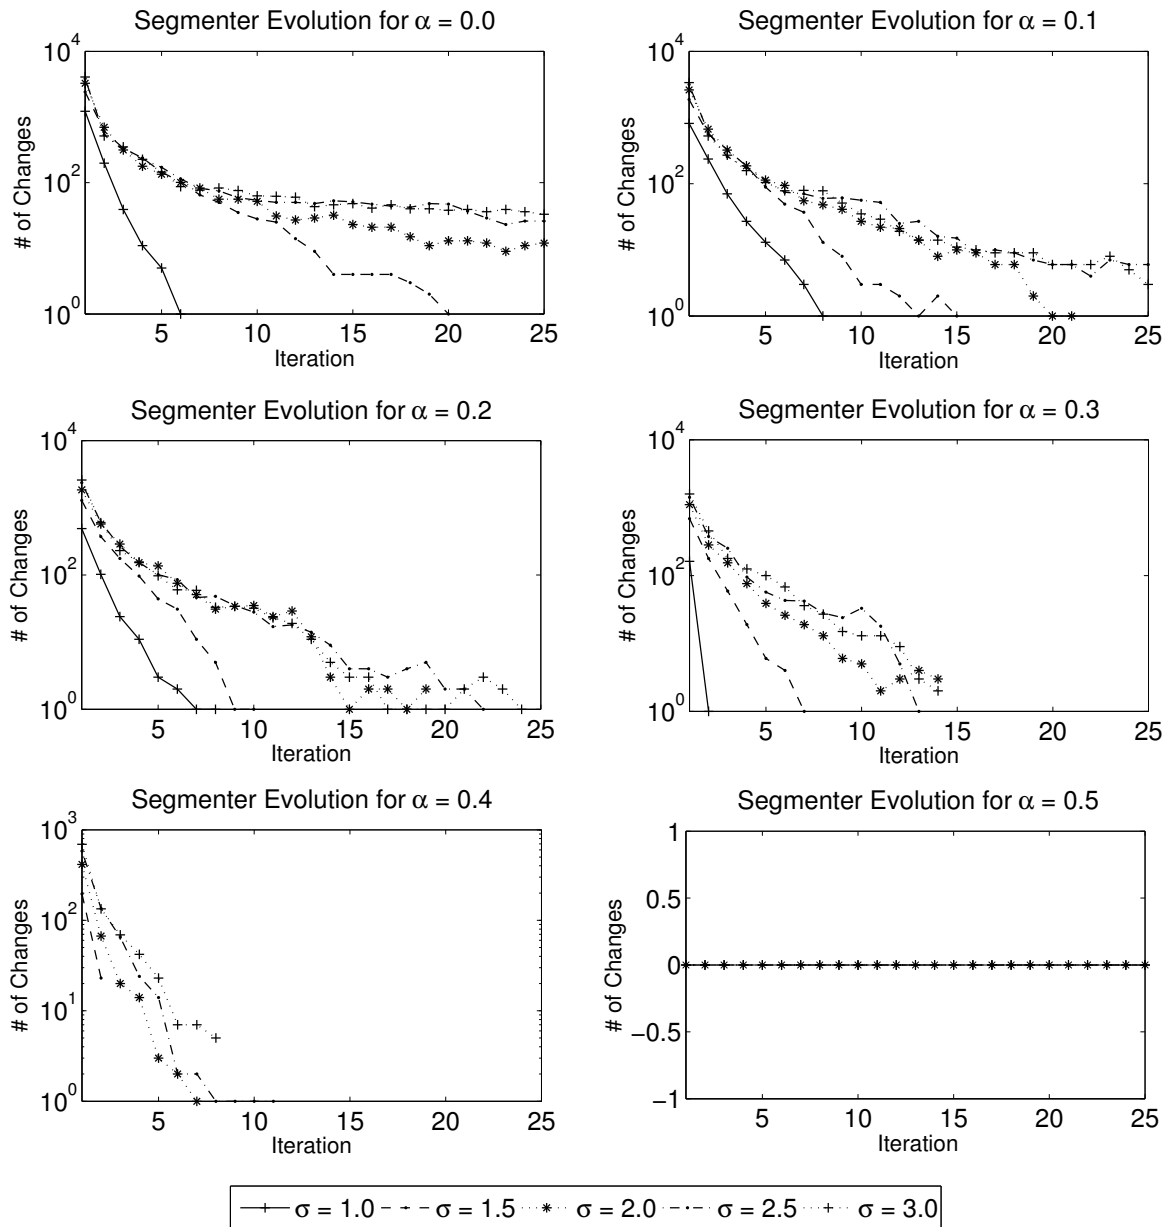 Segmenter Evolution for α = 0.0
10^4
10^2
10^0
# of Changes
5 10 15 20 25
Iteration
Segmenter Evolution for α = 0.1
10^4
10^2
10^0
# of Changes
5 10 15 20 25
Iteration
Segmenter Evolution for α = 0.2
10^4
10^2
10^0
# of Changes
5 10 15 20 25
Iteration
Segmenter Evolution for α = 0.3
10^4
10^2
10^0
# of Changes
5 10 15 20 25
Iteration
Segmenter Evolution for α = 0.4
10^3
10^2
10^1
10^0
# of Changes
5 10 15 20 25
Iteration
Segmenter Evolution for α = 0.5
1
0.5
0
−0.5
−1
# of Changes
5 10 15 20 25
Iteration
σ = 1.0 σ = 1.5 σ = 2.0 σ = 2.5 σ = 3.0